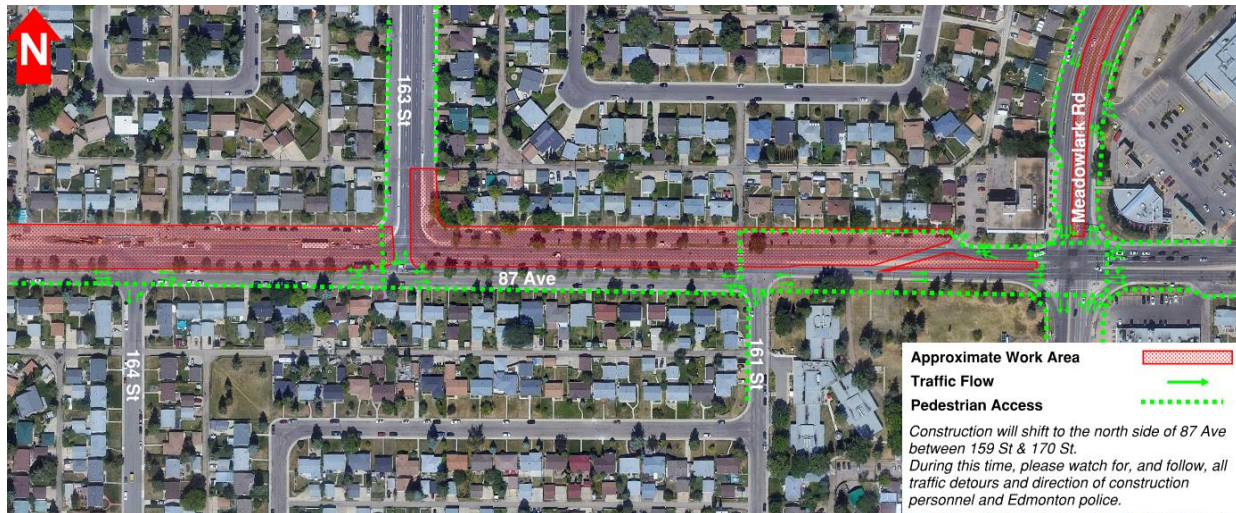 N
163 St
Meadowlark Rd
87 Ave
164 St
161 St
Approximate Work Area
Traffic Flow
Pedestrian Access
Construction will shift to the north side of 87 Ave
between 159 St & 170 St.
During this time, please watch for, and follow, all
traffic detours and direction of construction
personnel and Edmonton police.